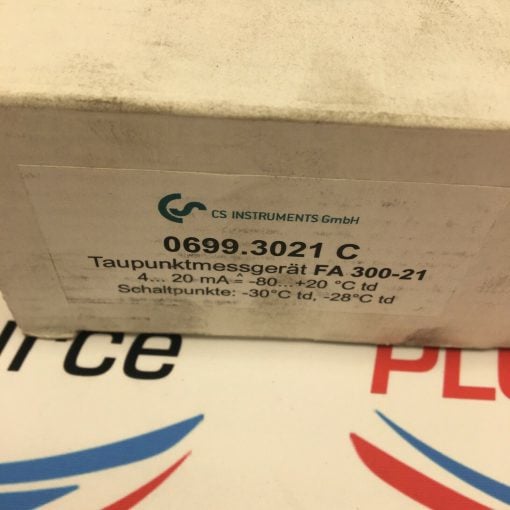 CS INSTRUMENTS GmbH
0699.3021 C
Taupunktmessgerät FA 300-21
4... 20 mA ≙ -80...+20 °C td
Schaltpunkte: -30°C td, -28°C td
rce
PL